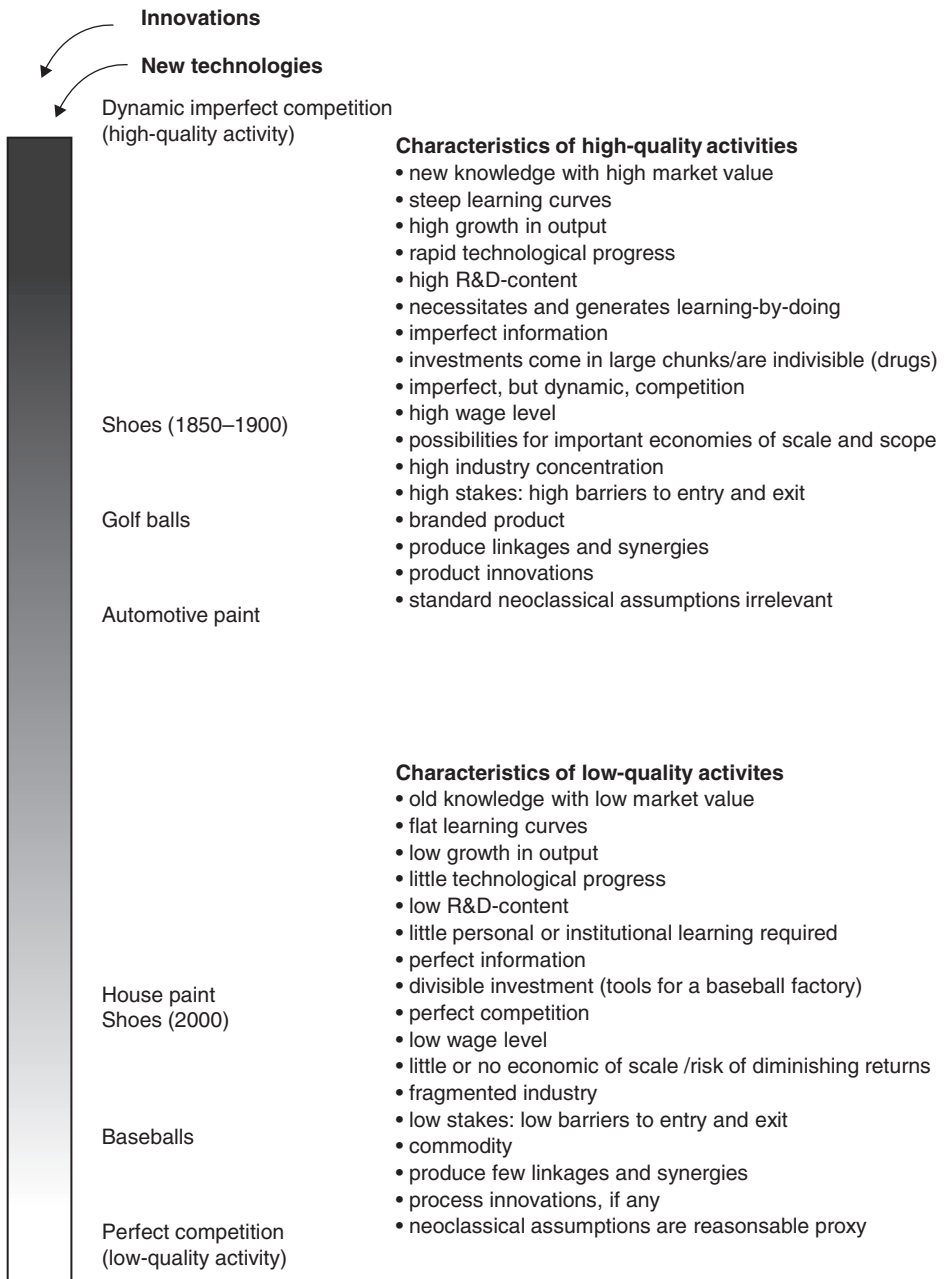 Innovations
New technologies
Dynamic imperfect competition
(high-quality activity)
Characteristics of high-quality activities
• new knowledge with high market value
• steep learning curves
• high growth in output
• rapid technological progress
• high R&D-content
• necessitates and generates learning-by-doing
• imperfect information
• investments come in large chunks/are indivisible (drugs)
• imperfect, but dynamic, competition
• high wage level
Shoes (1850–1900)
• possibilities for important economies of scale and scope
• high industry concentration
• high stakes: high barriers to entry and exit
Golf balls
• branded product
• produce linkages and synergies
• product innovations
• standard neoclassical assumptions irrelevant
Automotive paint
Characteristics of low-quality activites
• old knowledge with low market value
• flat learning curves
• low growth in output
• little technological progress
• low R&D-content
• little personal or institutional learning required
• perfect information
• divisible investment (tools for a baseball factory)
House paint
Shoes (2000)
• perfect competition
• low wage level
• little or no economic of scale /risk of diminishing returns
• fragmented industry
• low stakes: low barriers to entry and exit
Baseballs
• commodity
• produce few linkages and synergies
• process innovations, if any
• neoclassical assumptions are reasonsable proxy
Perfect competition
(low-quality activity)